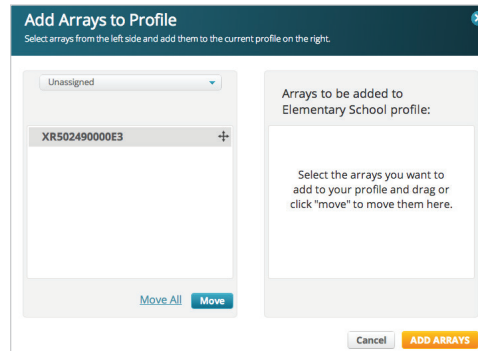 Add Arrays to Profile
Select arrays from the left side and add them to the current profile on the right.
Unassigned
XR502490000E3
Move All
Move
Arrays to be added to
Elementary School profile:
Select the arrays you want to
add to your profile and drag or
click "move" to move them here.
Cancel
ADD ARRAYS